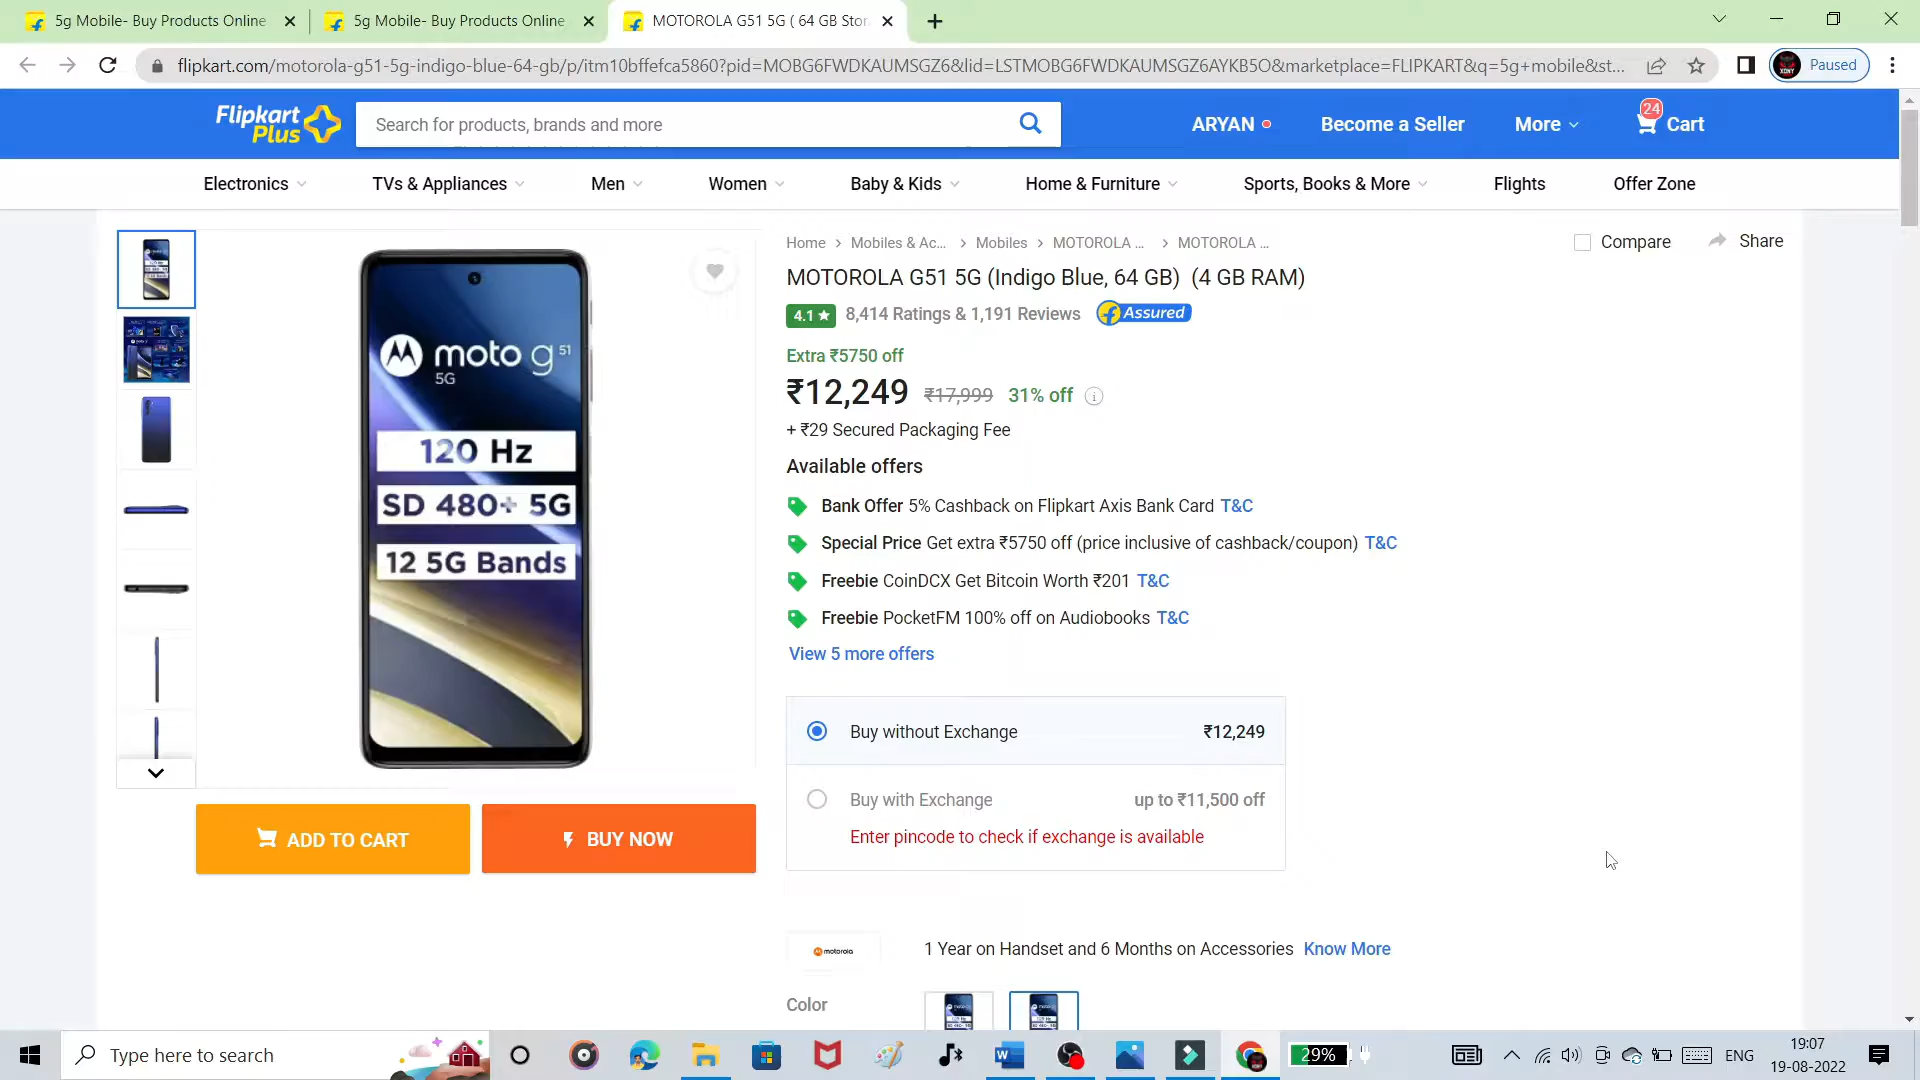 5g Mobile- Buy Products Online
5g Mobile- Buy Products Online
MOTOROLA G51 5G ( 64 GB Stor
flipkart.com/motorola-g51-5g-indigo-blue-64-gb/p/itm10bffefca5860?pid=MOBG6FWDKAUMSGZ6&lid=LSTMOBG6FWDKAUMSGZ6AYKB5O&marketplace=FLIPKART&q=5g+mobile&st...
Paused
Flipkart
Plus
Search for products, brands and more
ARYAN
Become a Seller
More
24
Cart
Electronics
TVs & Appliances
Men
Women
Baby & Kids
Home & Furniture
Sports, Books & More
Flights
Offer Zone
Home
Mobiles & Ac...
Mobiles
MOTOROLA ...
MOTOROLA ...
Compare
Share
MOTOROLA G51 5G (Indigo Blue, 64 GB) (4 GB RAM)
4.1★
8,414 Ratings & 1,191 Reviews
Assured
Extra ₹5750 off
₹12,249
₹17,999
31% off
+ ₹29 Secured Packaging Fee
Available offers
Bank Offer 5% Cashback on Flipkart Axis Bank Card T&C
Special Price Get extra ₹5750 off (price inclusive of cashback/coupon) T&C
Freebie CoinDCX Get Bitcoin Worth ₹201 T&C
Freebie PocketFM 100% off on Audiobooks T&C
View 5 more offers
moto g51
5G
120 Hz
SD 480+ 5G
12 5G Bands
ADD TO CART
BUY NOW
Buy without Exchange
₹12,249
Buy with Exchange
up to ₹11,500 off
Enter pincode to check if exchange is available
motorola
1 Year on Handset and 6 Months on Accessories Know More
Color
Type here to search
29%
ENG
19:07
19-08-2022